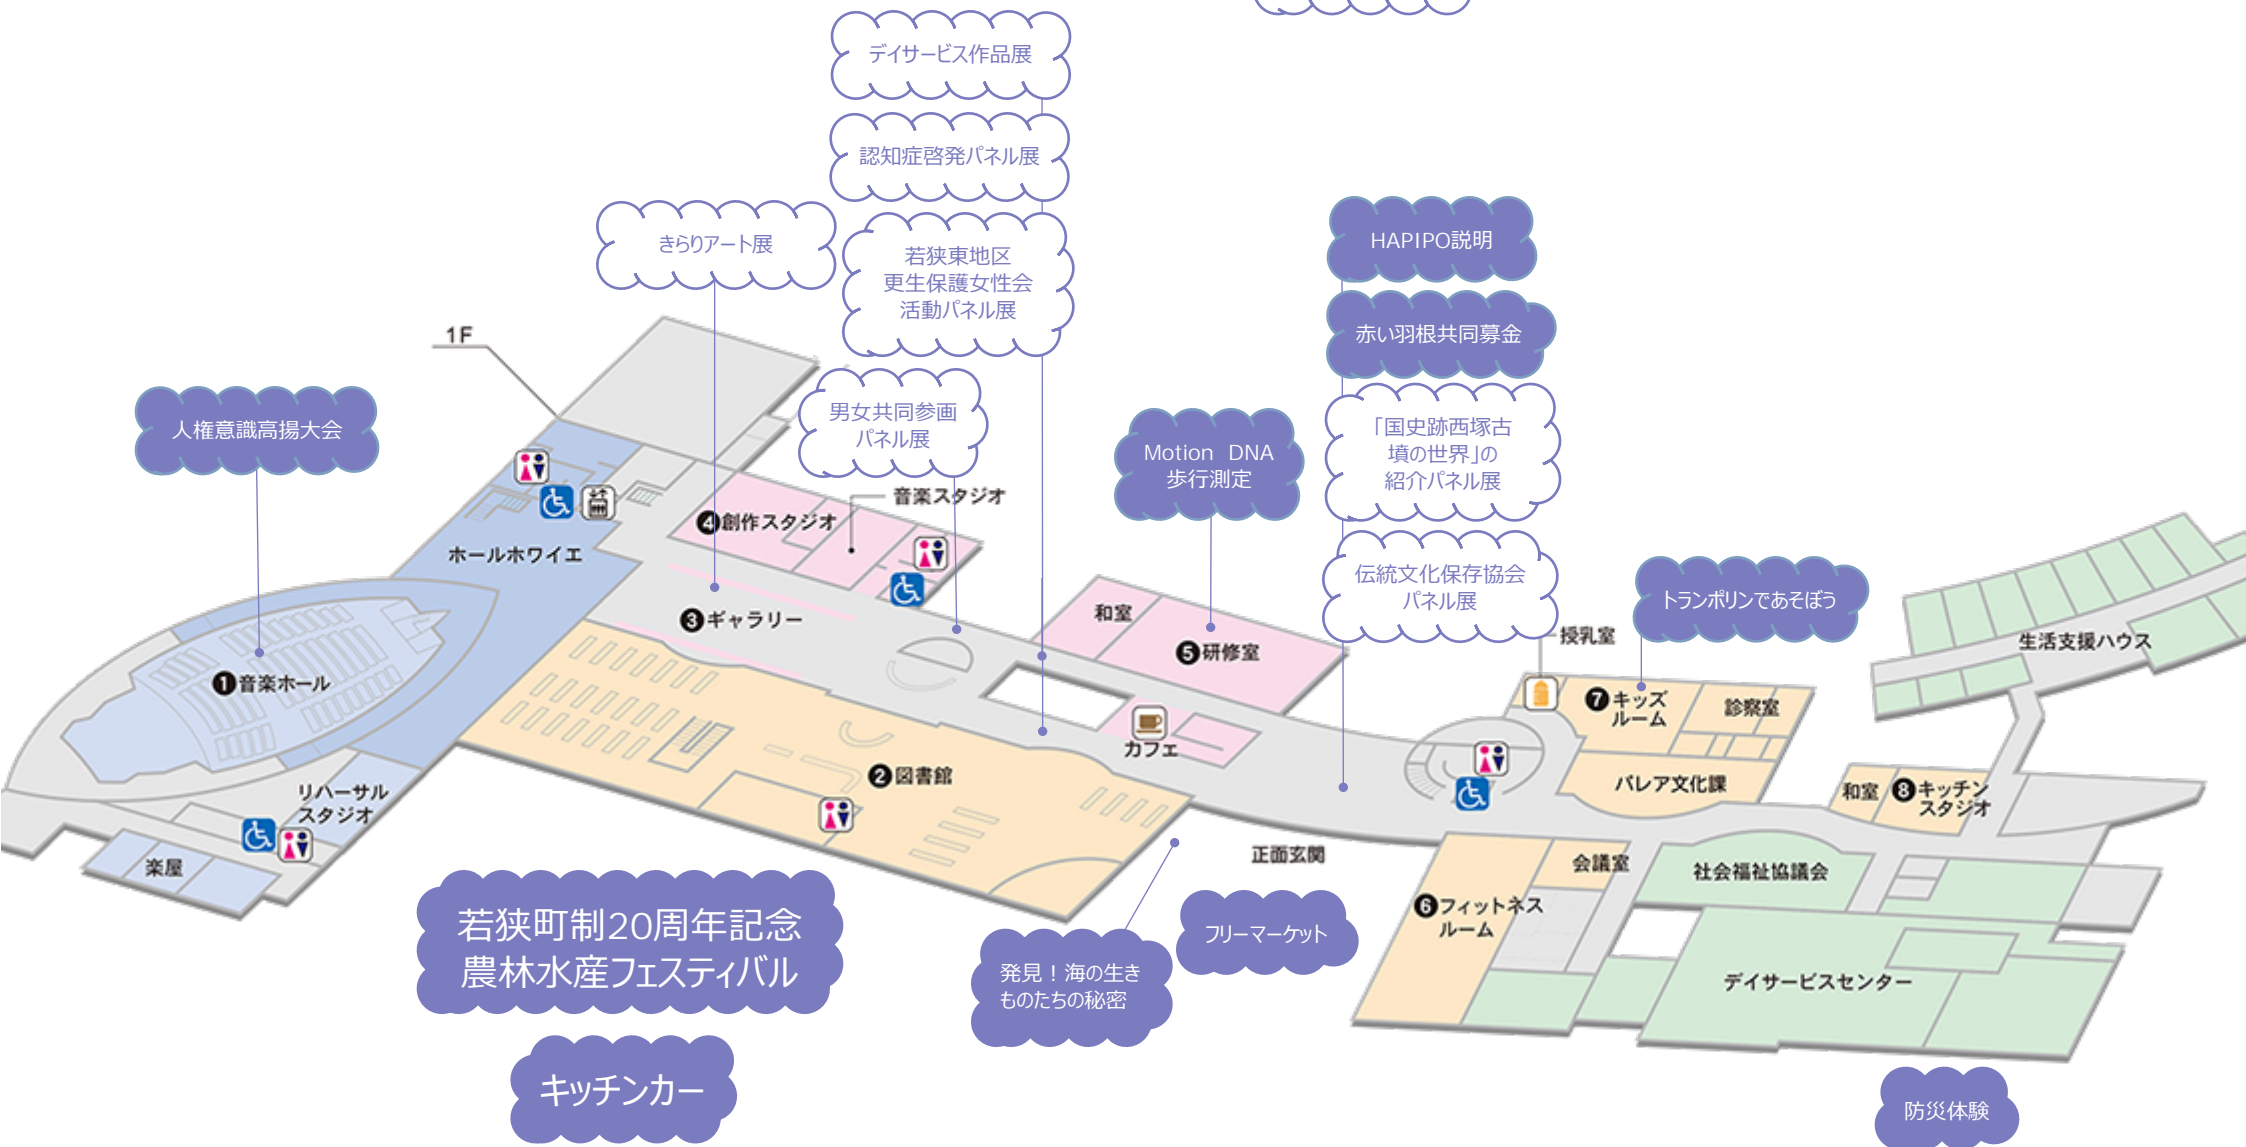 デイサービス作品展
認知症啓発パネル展
きらりアート展
若狭東地区
更生保護女性会
活動パネル展
HAPIPO説明
赤い羽根共同募金
1F
人権意識高揚大会
男女共同参画
パネル展
Motion DNA
歩行測定
「国史跡西塚古
墳の世界」の
紹介パネル展
音楽スタジオ
❹創作スタジオ
ホールホワイエ
伝統文化保存協会
パネル展
トランポリンであそぼう
❸ギャラリー
和室
❺研修室
授乳室
生活支援ハウス
❶音楽ホール
❼キッズ
ルーム
診察室
カフェ
❷図書館
パレア文化課
和室
❽キッチン
スタジオ
リハーサル
スタジオ
楽屋
正面玄関
会議室
社会福祉協議会
❻フィットネス
ルーム
若狭町制20周年記念
農林水産フェスティバル
フリーマーケット
発見！海の生き
ものたちの秘密
デイサービスセンター
キッチンカー
防災体験